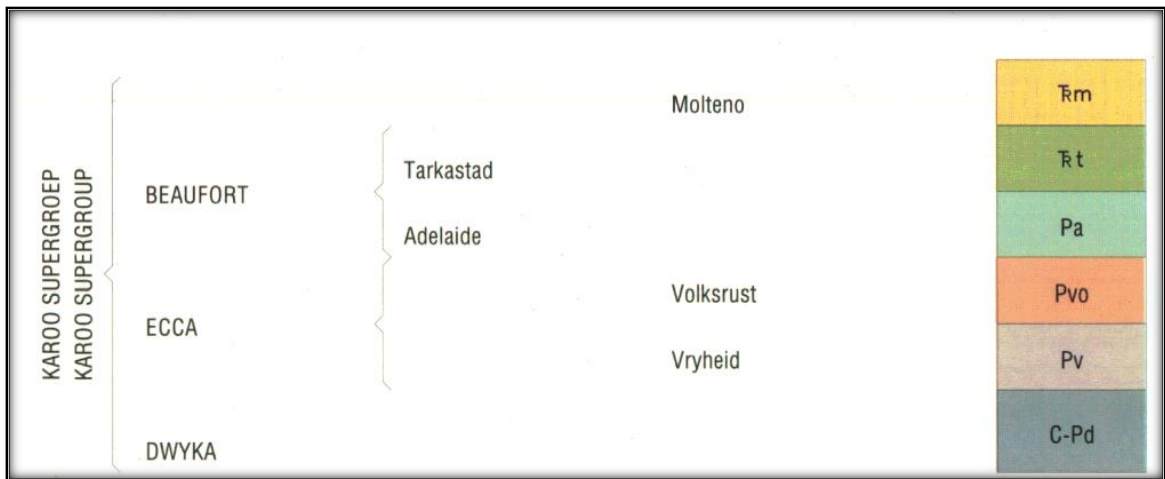 KAROO SUPERGROEP
KAROO SUPERGROUP
Molteno
Ꞧm
BEAUFORT
Tarkastad
Ꞧt
Adelaide
Pa
ECCA
Volksrust
Pvo
Vryheid
Pv
DWYKA
C-Pd